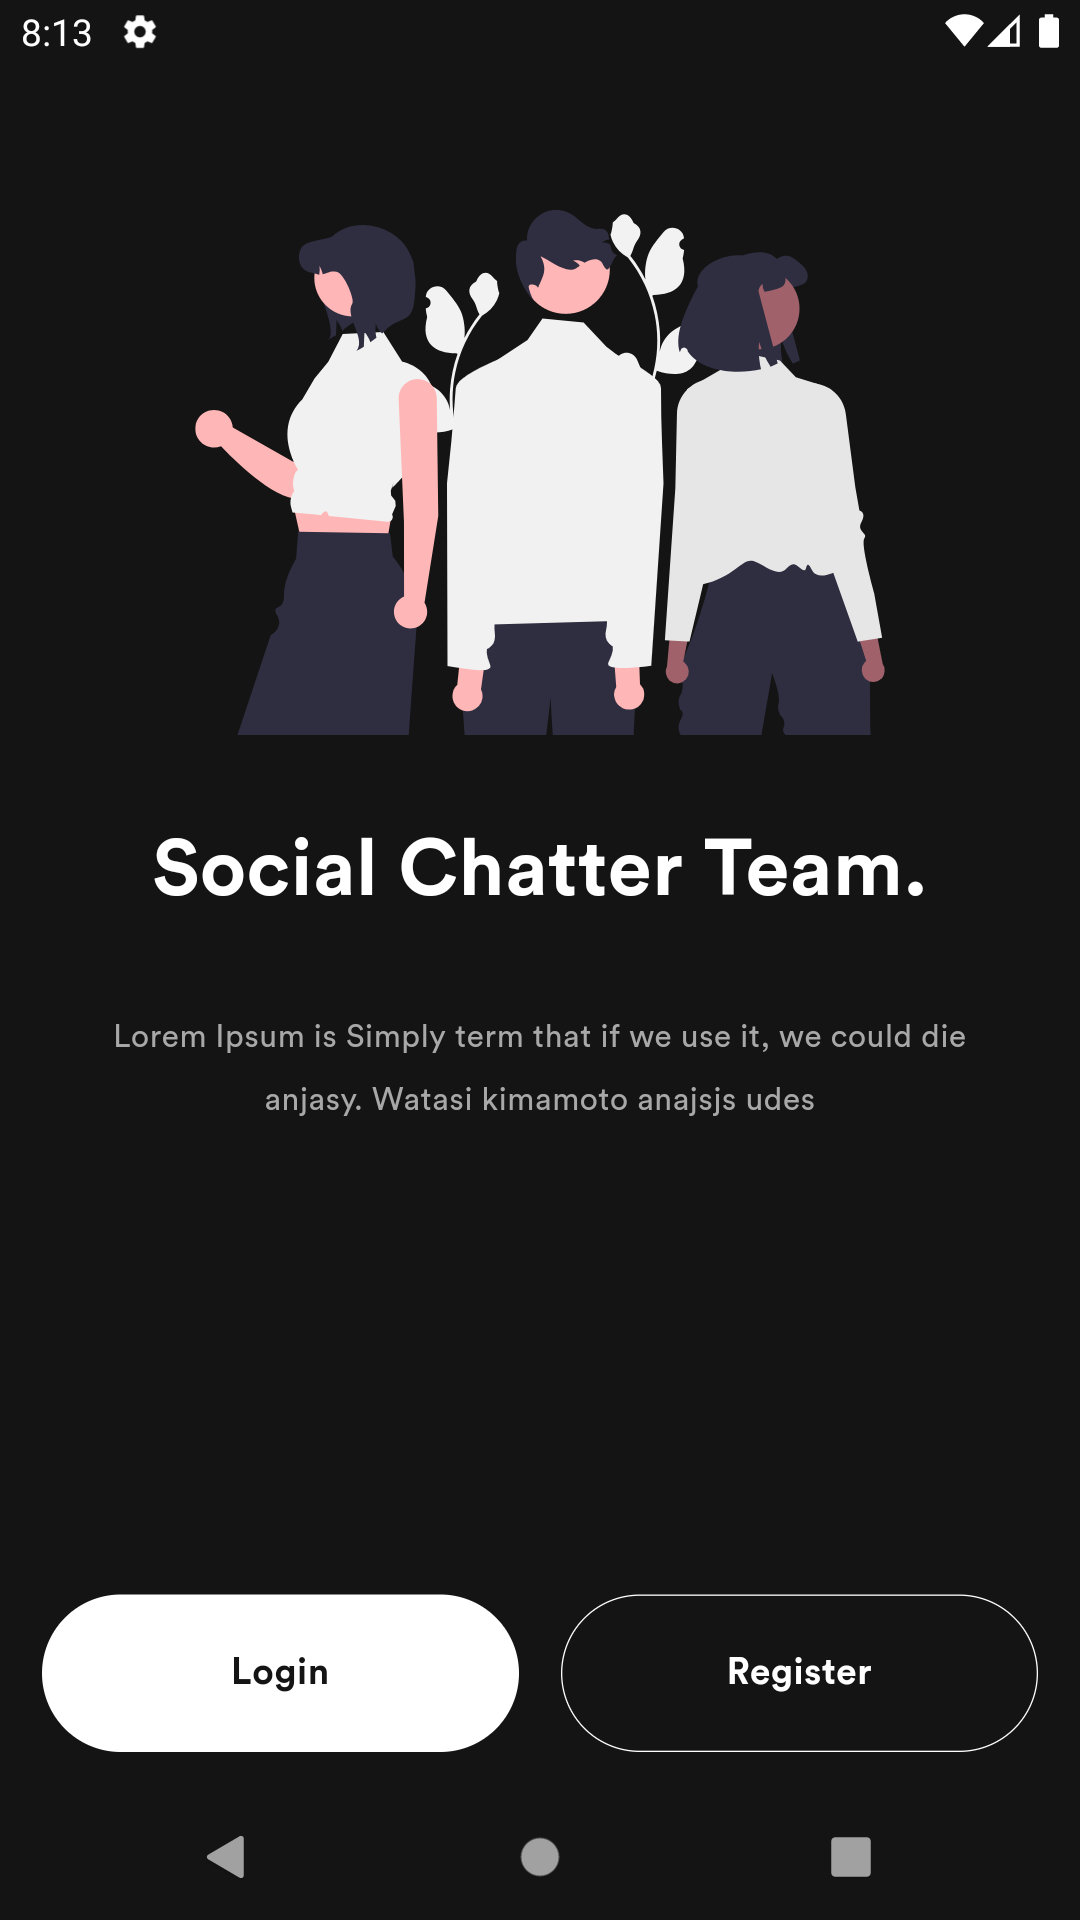 8:13
Social Chatter Team.
Lorem Ipsum is Simply term that if we use it, we could die
anjasy. Watasi kimamoto anajsjs udes
Login
Register